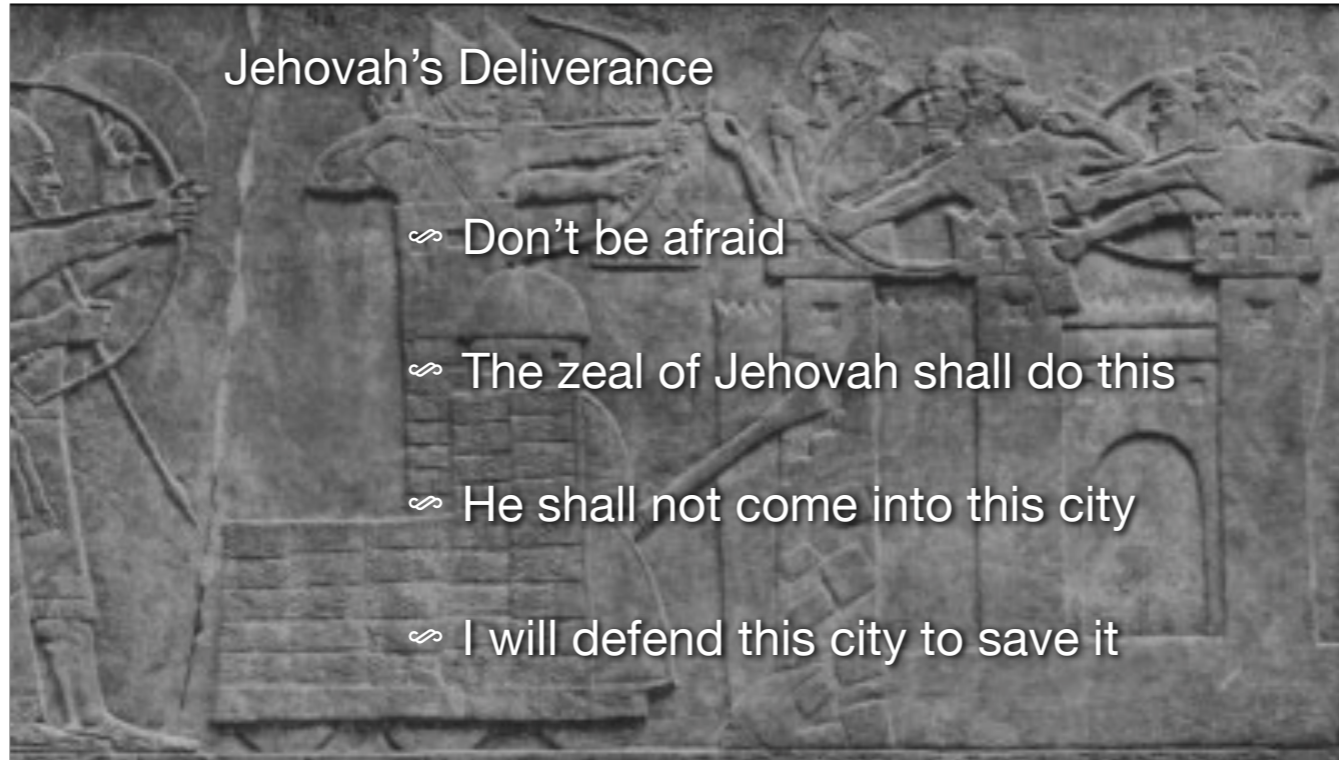 Jehovah’s Deliverance
Don’t be afraid
The zeal of Jehovah shall do this
He shall not come into this city
I will defend this city to save it